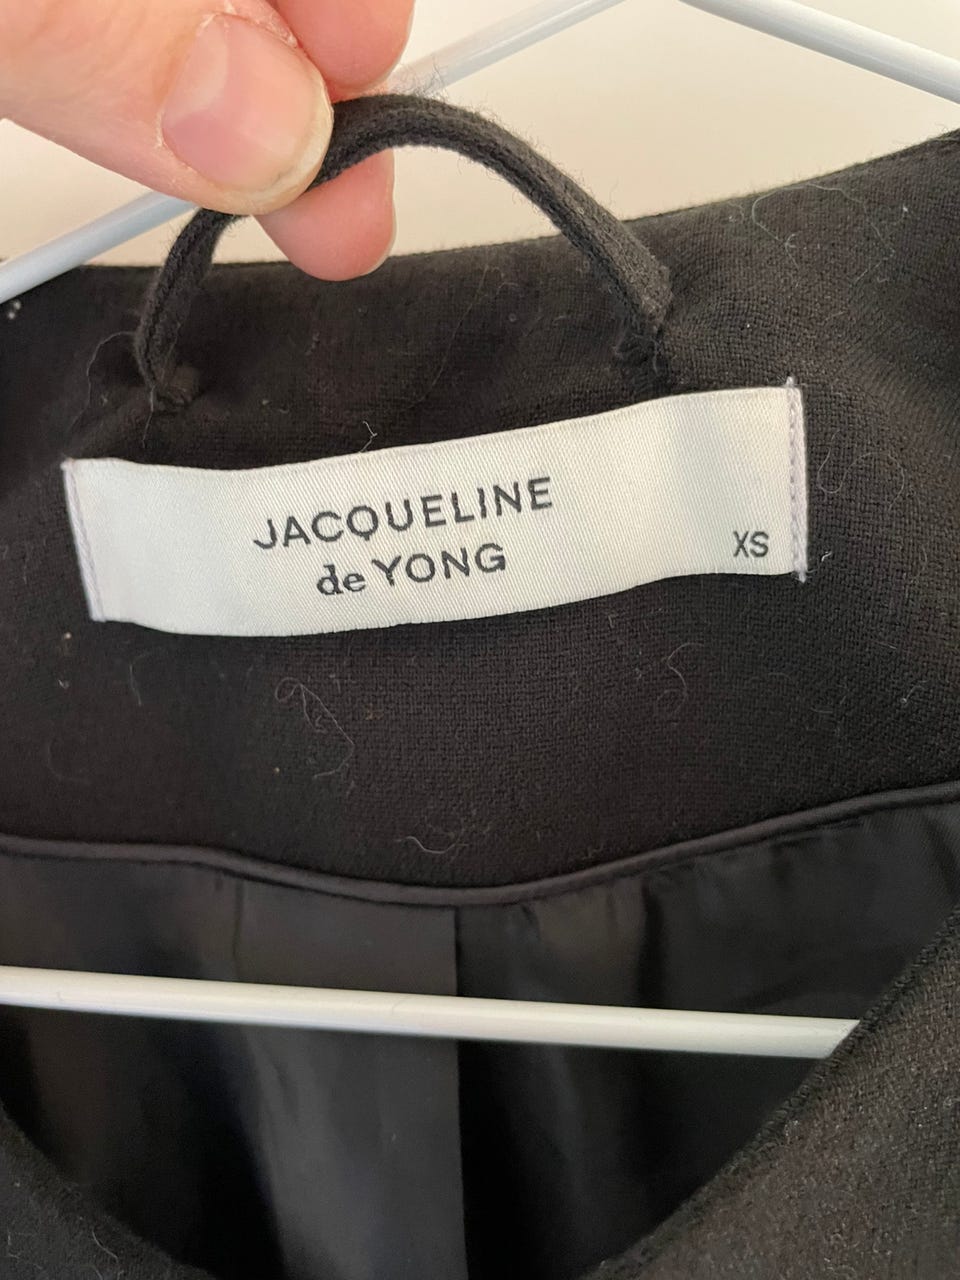 JACQUELINE
de YONG
XS